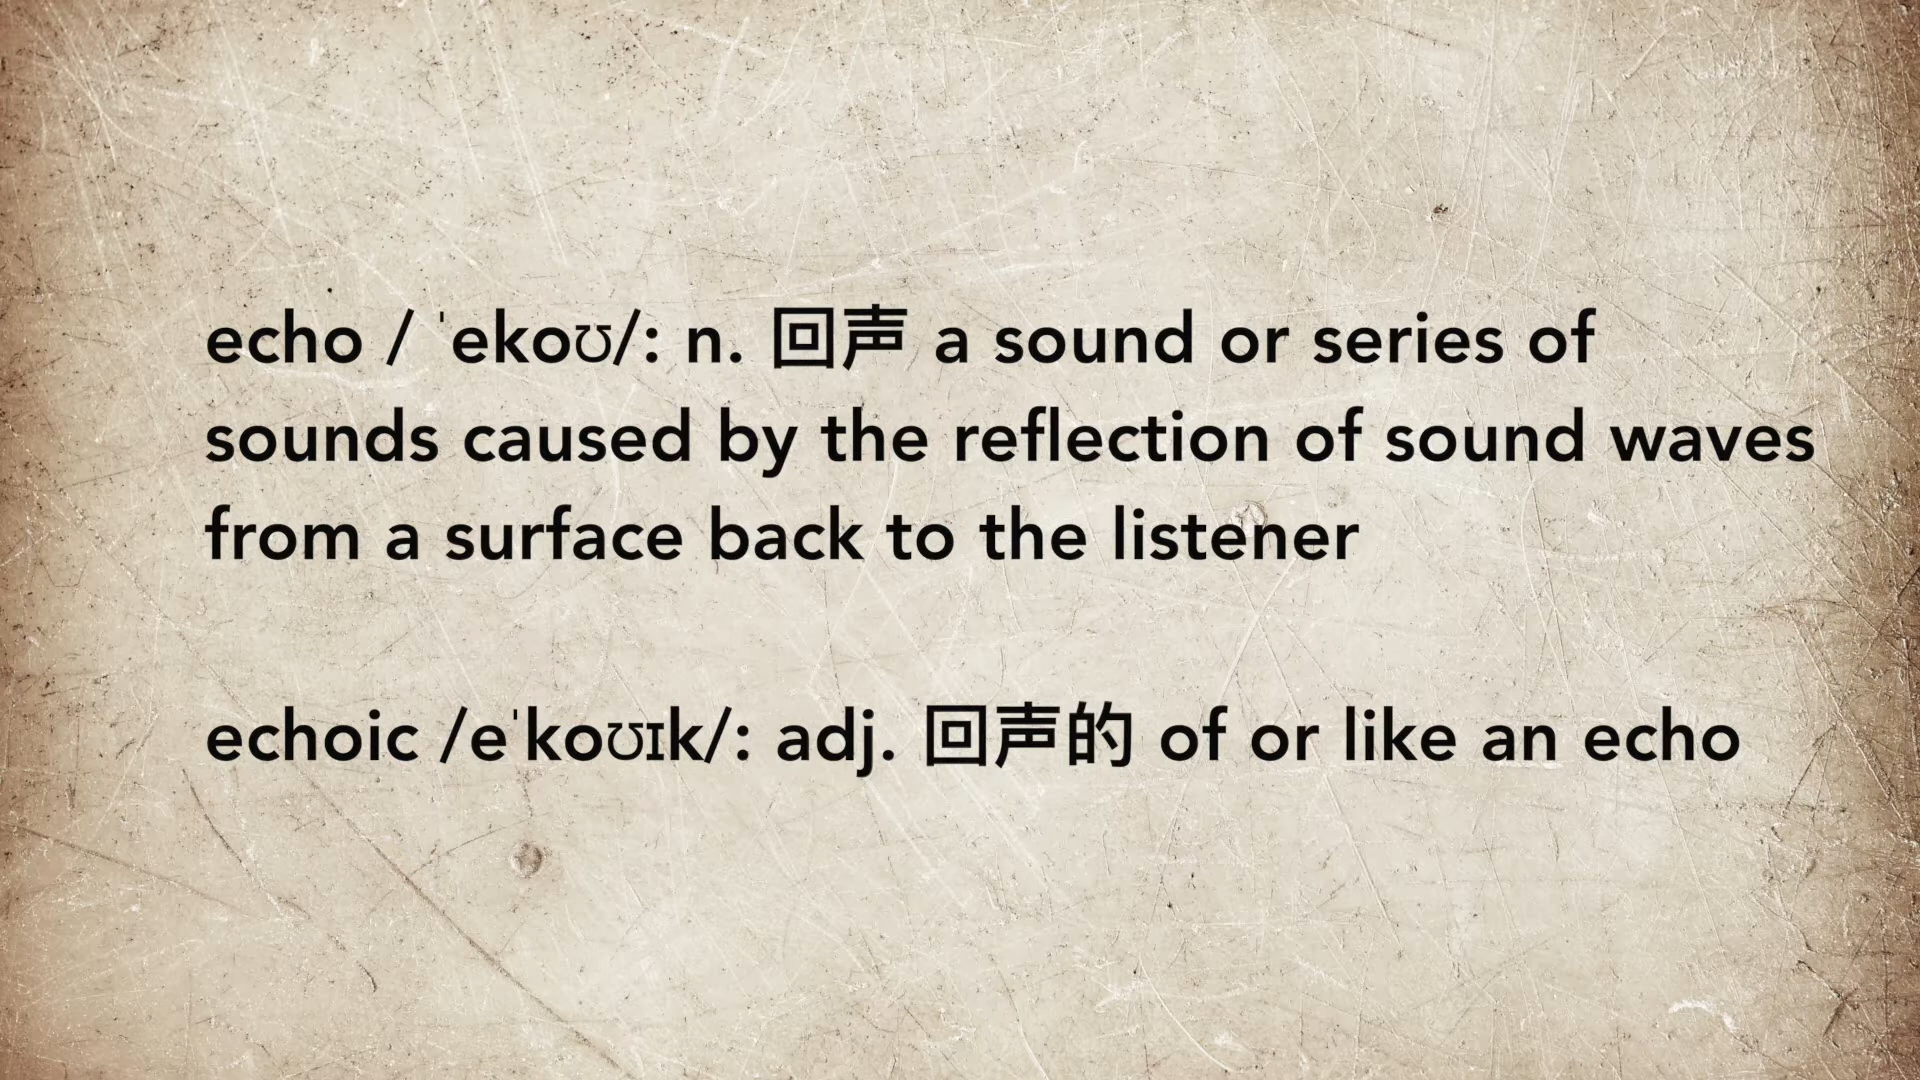 echo / ˈekoʊ/: n. 回声 a sound or series of
sounds caused by the reflection of sound waves
from a surface back to the listener
echoic /eˈkoʊɪk/: adj. 回声的 of or like an echo